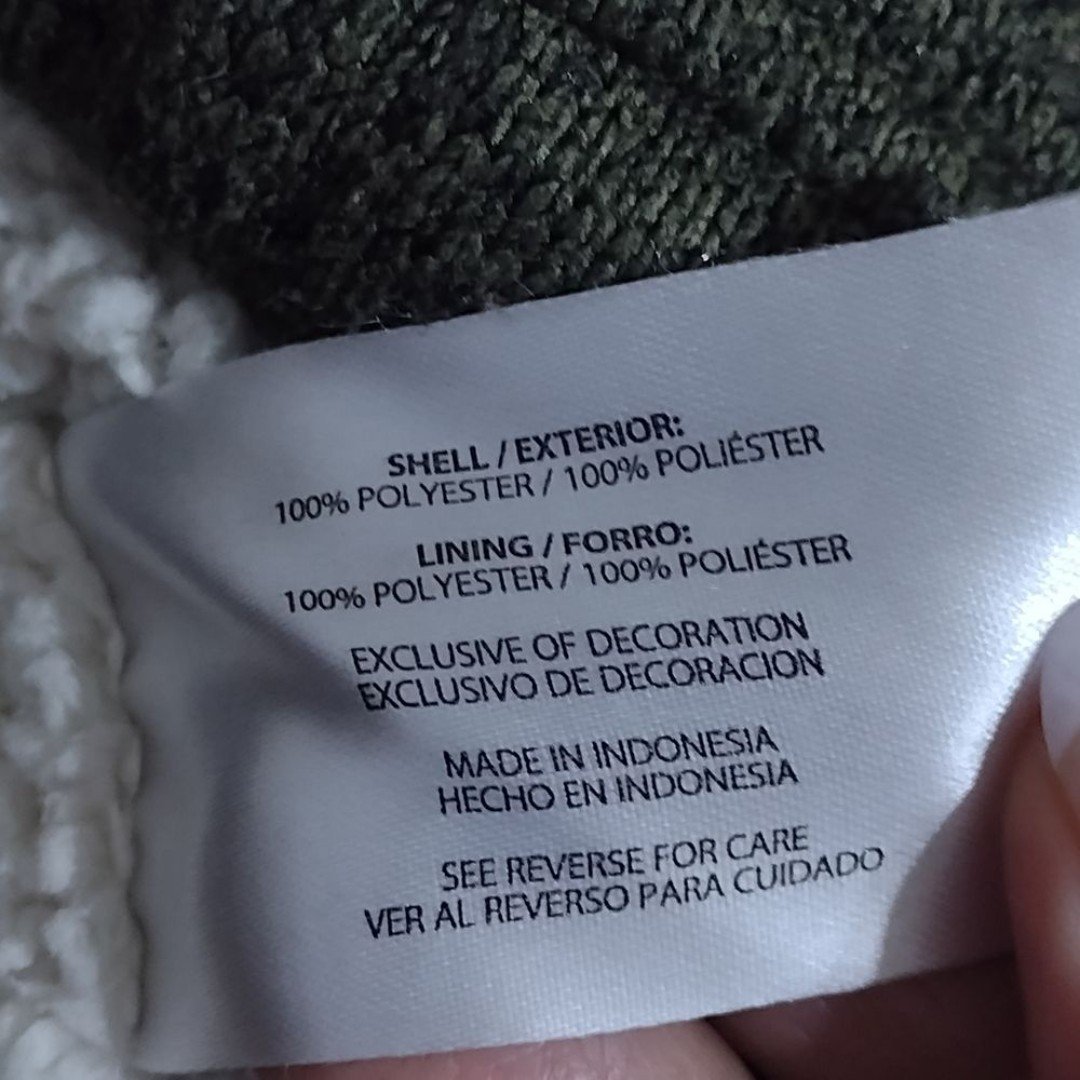 SHELL / EXTERIOR:
100% POLYESTER / 100% POLIÉSTER
LINING / FORRO:
100% POLYESTER / 100% POLIÉSTER
EXCLUSIVE OF DECORATION
EXCLUSIVO DE DECORACION
MADE IN INDONESIA
HECHO EN INDONESIA
SEE REVERSE FOR CARE
VER AL REVERSO PARA CUIDADO